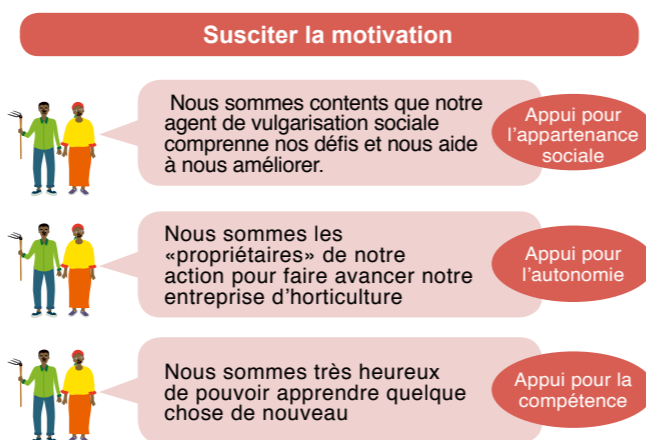 Susciter la motivation
Nous sommes contents que notre
agent de vulgarisation sociale
comprenne nos défis et nous aide
à nous améliorer.
Appui pour
l'appartenance
sociale
Nous sommes les
«propriétaires» de notre
action pour faire avancer notre
entreprise d'horticulture
Appui pour
l'autonomie
Nous sommes très heureux
de pouvoir apprendre quelque
chose de nouveau
Appui pour la
compétence